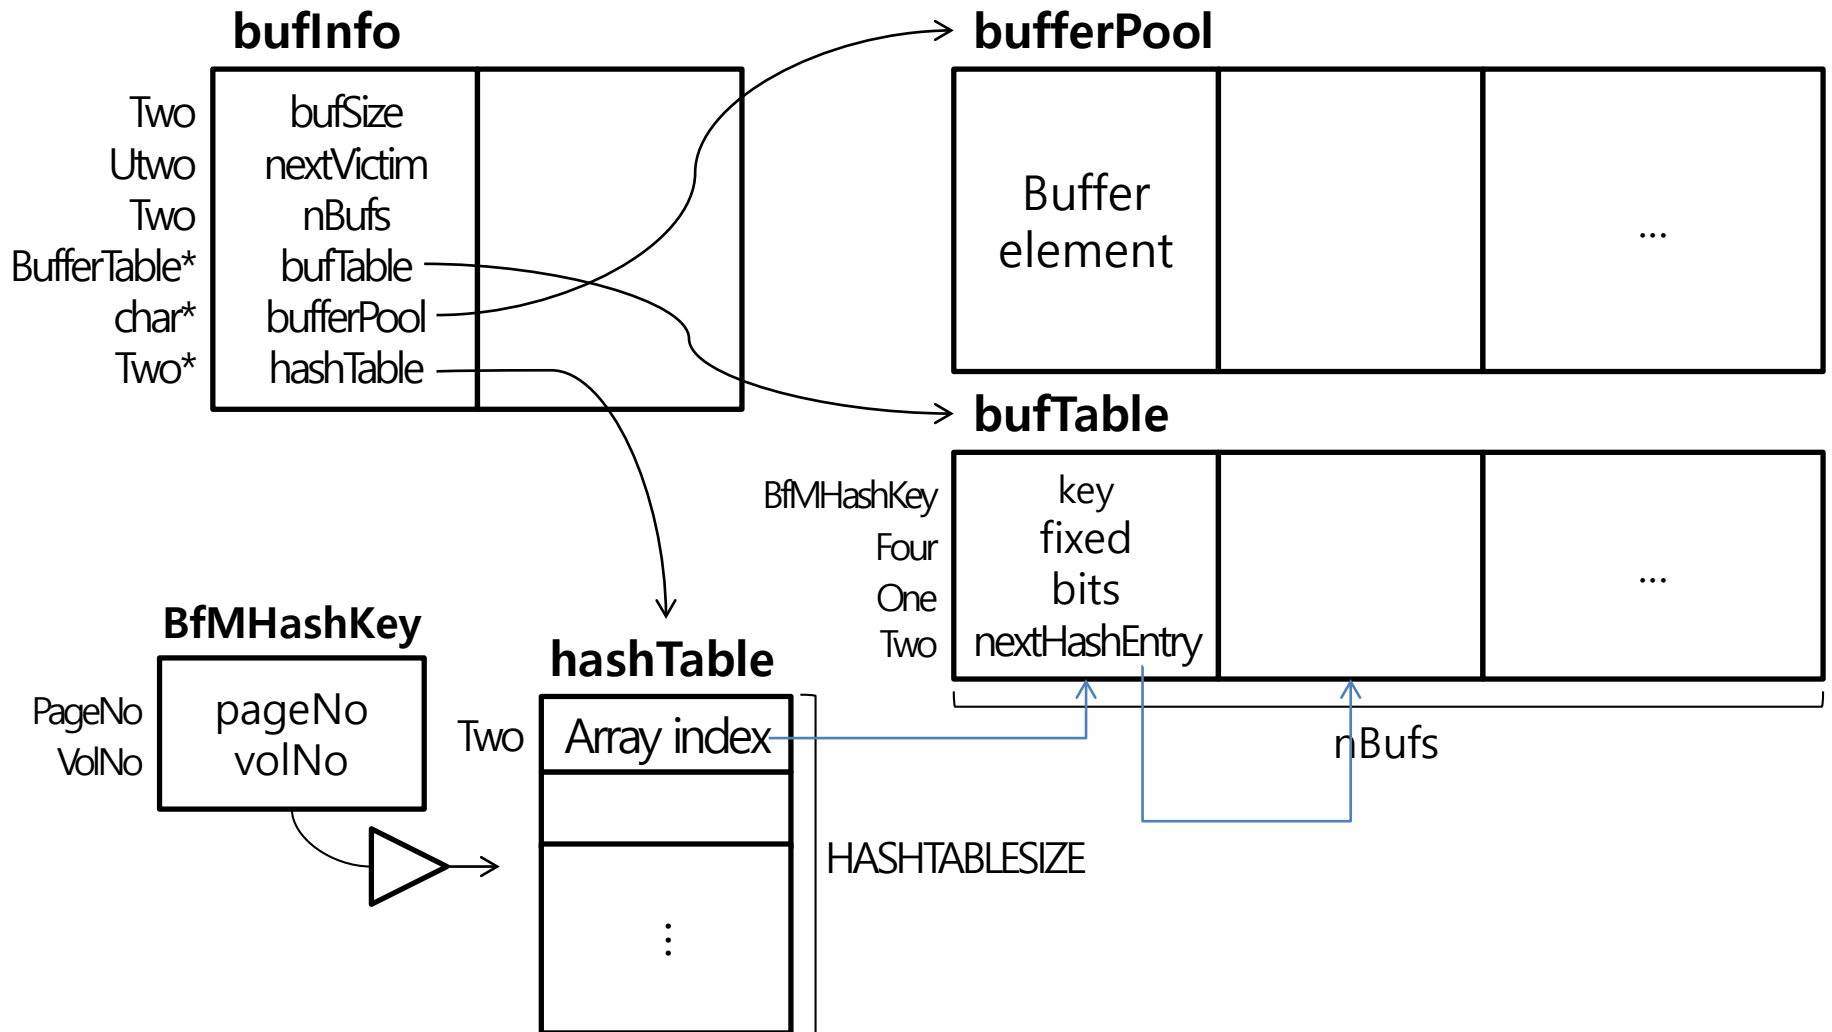 bufInfo
Two bufSize
Utwo nextVictim
Two nBufs
BufferTable* bufTable
char* bufferPool
Two* hashTable
bufferPool
Buffer
element
...
bufTable
BfMHashKey key
Four fixed
One bits
Two nextHashEntry
...
nBufs
BfMHashKey
PageNo pageNo
VolNo volNo
hashTable
Two Array index
⋮
HASHTABLESIZE